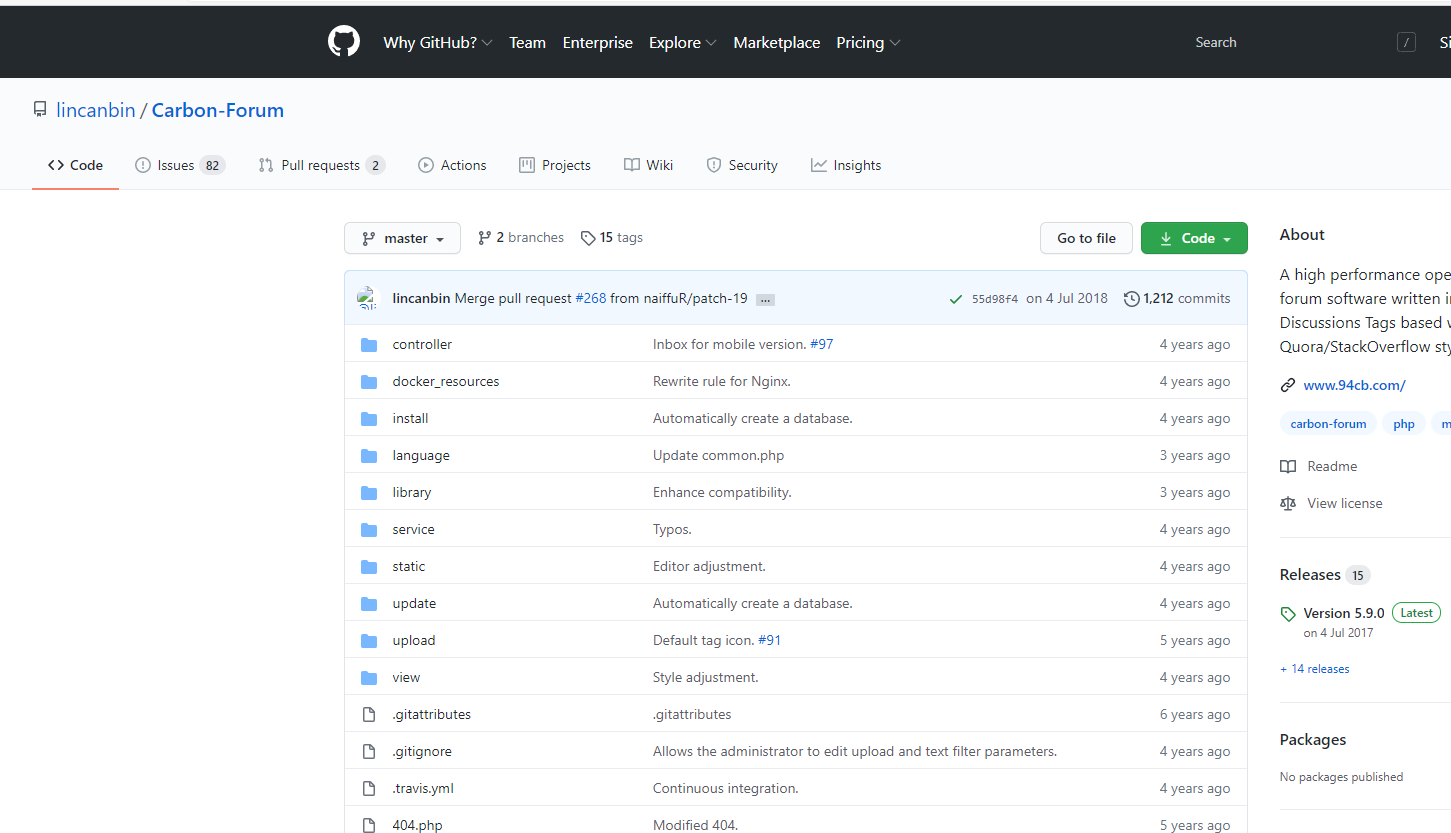 Why GitHub? Team Enterprise Explore Marketplace Pricing Search /
lincanbin / Carbon-Forum
Code Issues 82 Pull requests 2 Actions Projects Wiki Security Insights
master 2 branches 15 tags Go to file Code
lincanbin Merge pull request #268 from naiffuR/patch-19 ... 55d98f4 on 4 Jul 2018 1,212 commits
controller Inbox for mobile version. #97 4 years ago
docker_resources Rewrite rule for Nginx. 4 years ago
install Automatically create a database. 4 years ago
language Update common.php 3 years ago
library Enhance compatibility. 3 years ago
service Typos. 4 years ago
static Editor adjustment. 4 years ago
update Automatically create a database. 4 years ago
upload Default tag icon. #91 5 years ago
view Style adjustment. 4 years ago
.gitattributes .gitattributes 6 years ago
.gitignore Allows the administrator to edit upload and text filter parameters. 4 years ago
.travis.yml Continuous integration. 4 years ago
404.php Modified 404. 5 years ago
About
A high performance ope
forum software written i
Discussions Tags based
Quora/StackOverflow sty
www.94cb.com/
carbon-forum php
Readme
View license
Releases 15
Version 5.9.0 Latest
on 4 Jul 2017
+ 14 releases
Packages
No packages published